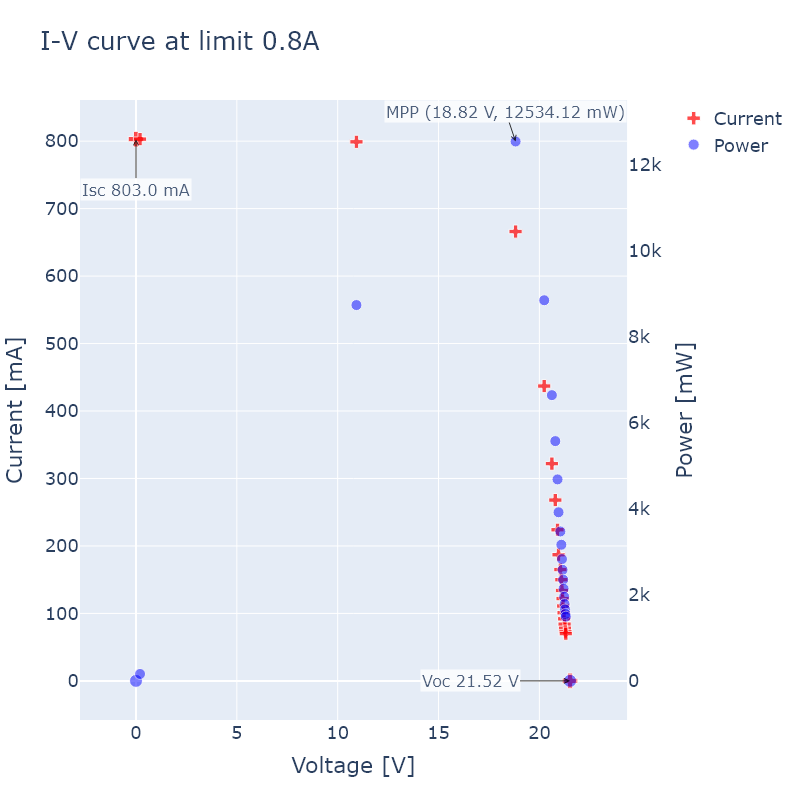 I-V curve at limit 0.8A
MPP (18.82 V, 12534.12 mW)
Current
Power
Isc 803.0 mA
Voc 21.52 V
800
700
600
500
400
300
200
100
0
Current [mA]
12k
10k
8k
6k
4k
2k
0
Power [mW]
0
5
10
15
20
Voltage [V]